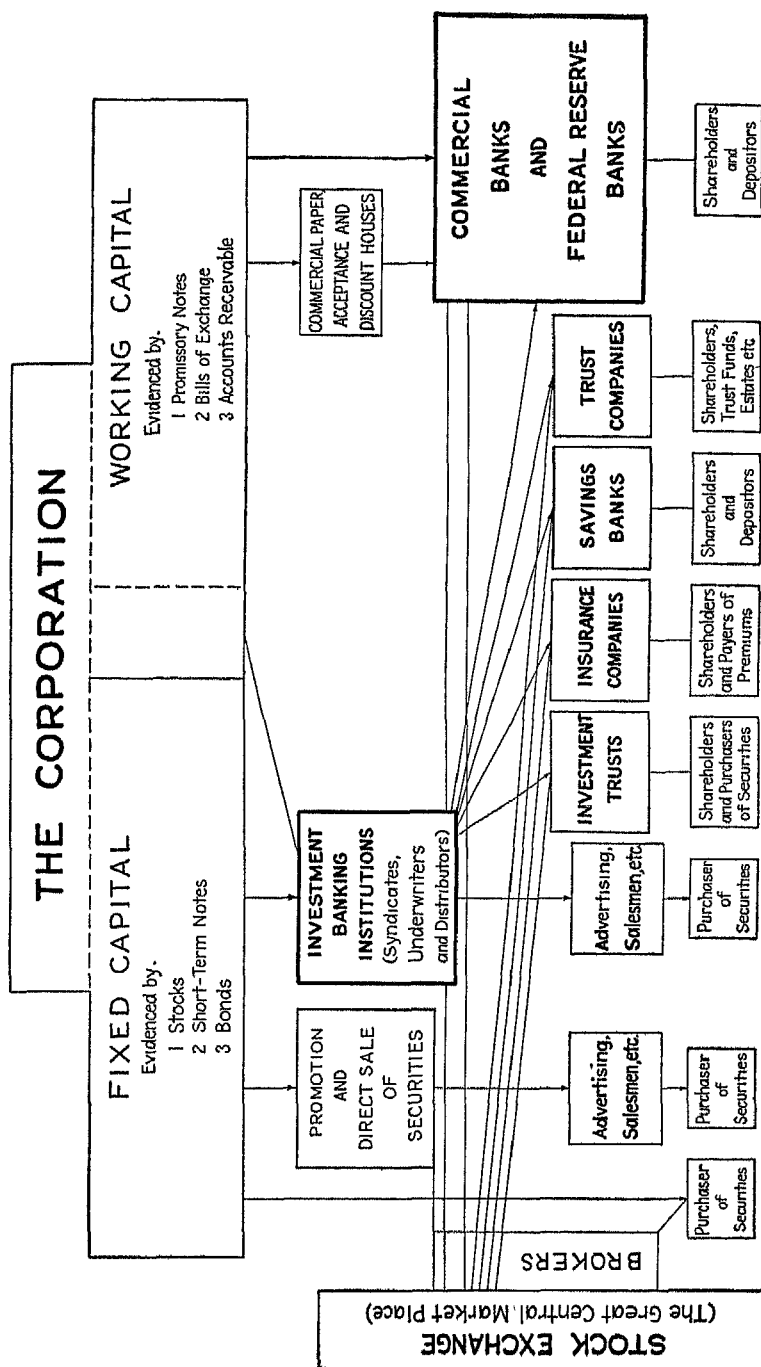 THE CORPORATION
FIXED CAPITAL
Evidenced by.
1 Stocks
2 Short-Term Notes
3 Bonds
WORKING CAPITAL
Evidenced by.
1 Promissory Notes
2 Bills of Exchange
3 Accounts Receivable
PROMOTION
AND
DIRECT SALE
OF
SECURITIES
INVESTMENT
BANKING
INSTITUTIONS
(Syndicates,
Underwriters
and Distributors)
COMMERCIAL PAPER
ACCEPTANCE AND
DISCOUNT HOUSES
COMMERCIAL
BANKS
AND
FEDERAL RESERVE
BANKS
STOCK EXCHANGE
(The Great Central Market Place)
BROKERS
Advertising,
Salesmen, etc.
Advertising,
Salesmen, etc.
INVESTMENT
TRUSTS
INSURANCE
COMPANIES
SAVINGS
BANKS
TRUST
COMPANIES
Purchaser
of
Securities
Purchaser
of
Securities
Purchaser
of
Securities
Shareholders
and Purchasers
of Securities
Shareholders
and Payers of
Premiums
Shareholders
and
Depositors
Shareholders,
Trust Funds,
Estates etc
Shareholders
and
Depositors